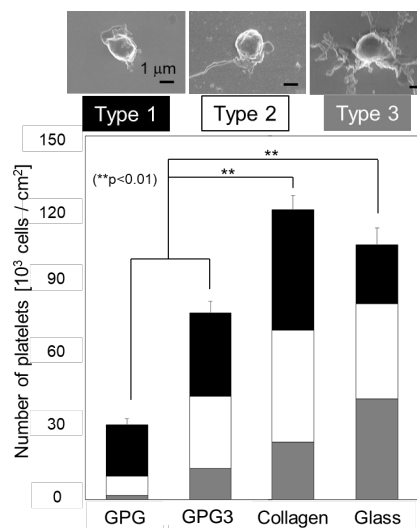 1 μm
Type 1
Type 2
Type 3
150
120
90
60
30
0
Number of platelets [10³ cells / cm²]
(**p<0.01)
**
**
GPG
GPG3
Collagen
Glass